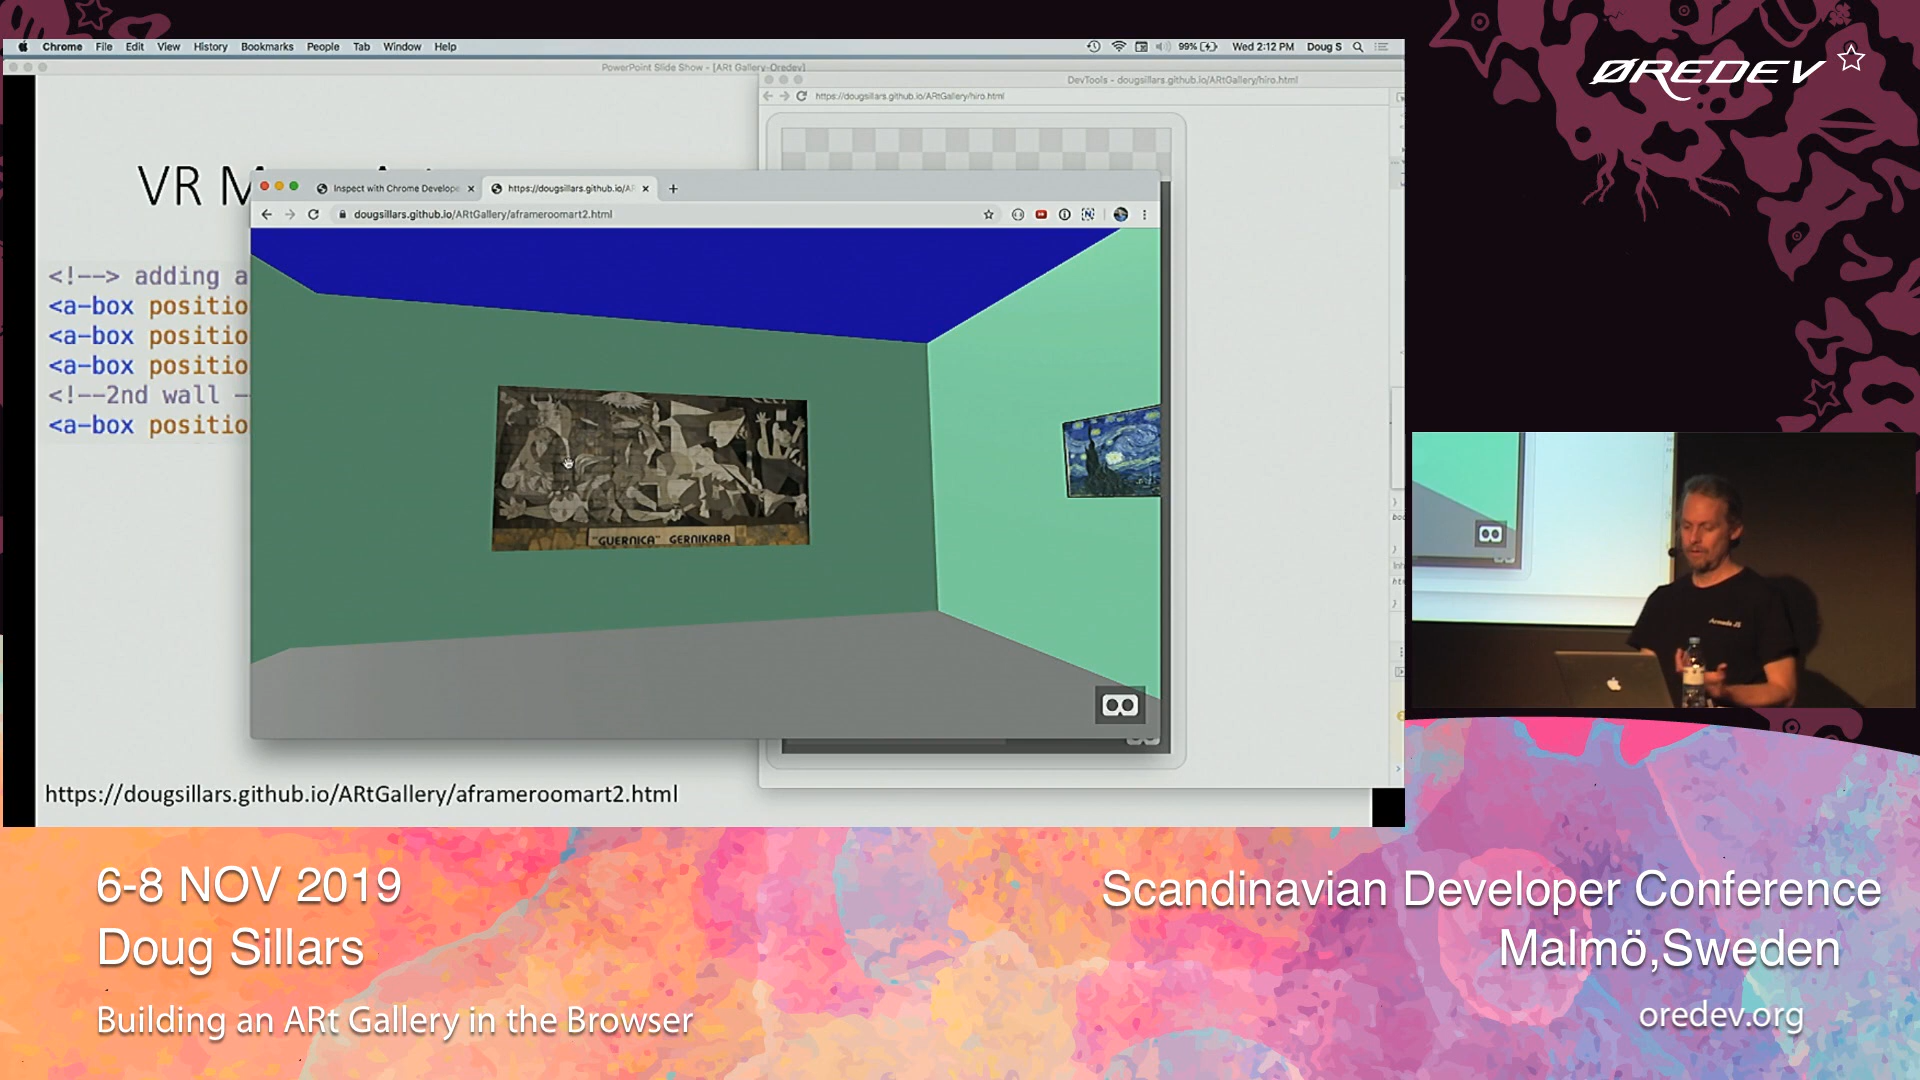 Chrome File Edit View History Bookmarks People Tab Window Help
99% Wed 2:12 PM Doug S
PowerPoint Slide Show - [ARt Gallery-Oredev]
DevTools - dougsillars.github.io/ARtGallery/hiro.html
https://dougsillars.github.io/ARtGallery/hiro.html
ØREDEV
VR M
Inspect with Chrome Develope
https://dougsillars.github.io/AR
dougsillars.github.io/ARtGallery/aframeroomart2.html
<!--> adding a
<a-box positio
<a-box positio
<a-box positio
<!--2nd wall -
<a-box positio
"GUERNICA" GERNIKARA
https://dougsillars.github.io/ARtGallery/aframeroomart2.html
6-8 NOV 2019
Doug Sillars
Building an ARt Gallery in the Browser
Scandinavian Developer Conference
Malmö,Sweden
oredev.org